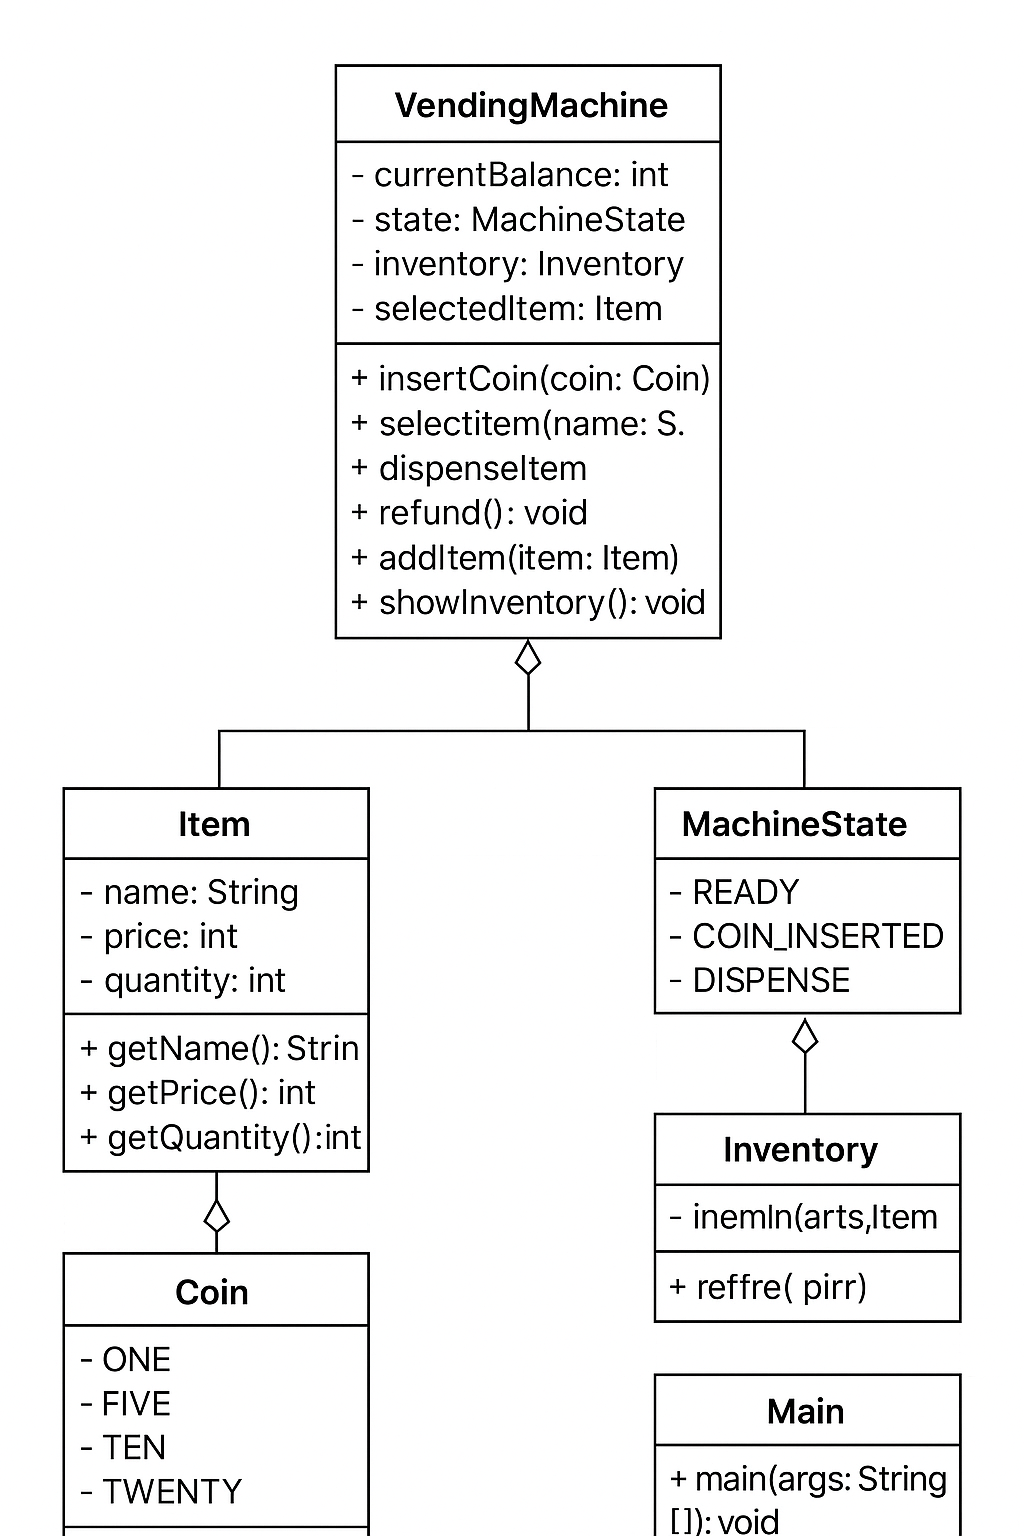 VendingMachine
- currentBalance: int
- state: MachineState
- inventory: Inventory
- selectedItem: Item
+ insertCoin(coin: Coin)
+ selectitem(name: S.
+ dispenseItem
+ refund(): void
+ addItem(item: Item)
+ showInventory(): void
Item
- name: String
- price: int
- quantity: int
+ getName(): Strin
+ getPrice(): int
+ getQuantity():int
MachineState
- READY
- COIN_INSERTED
- DISPENSE
Inventory
- inemIn(arts,Item
+ reffre( pirr)
Coin
- ONE
- FIVE
- TEN
- TWENTY
Main
+ main(args: String
[]): void